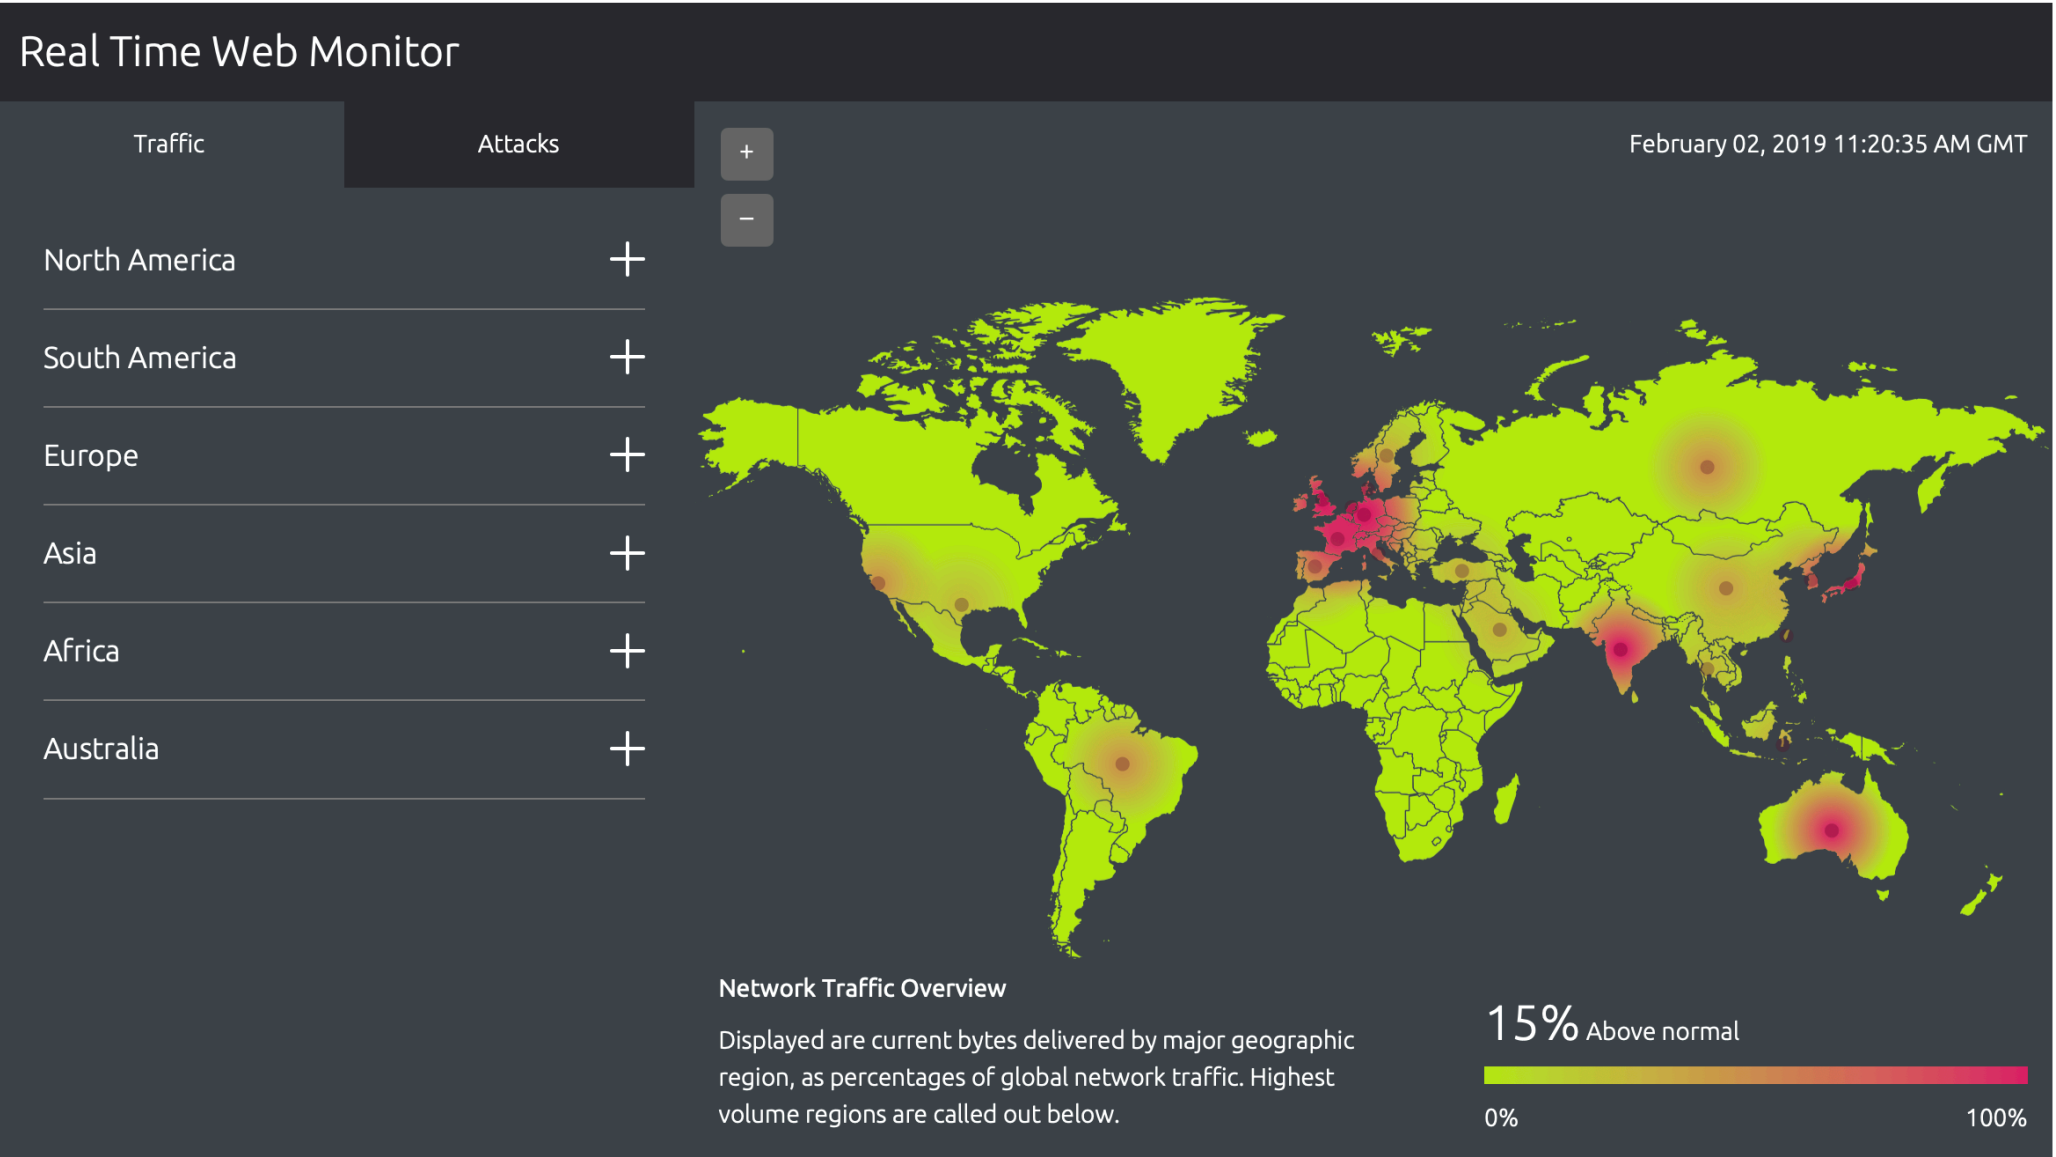 Real Time Web Monitor
Traffic
Attacks
+
−
February 02, 2019 11:20:35 AM GMT
North America
South America
Europe
Asia
Africa
Australia
Network Traffic Overview
Displayed are current bytes delivered by major geographic
region, as percentages of global network traffic. Highest
volume regions are called out below.
15% Above normal
0%
100%